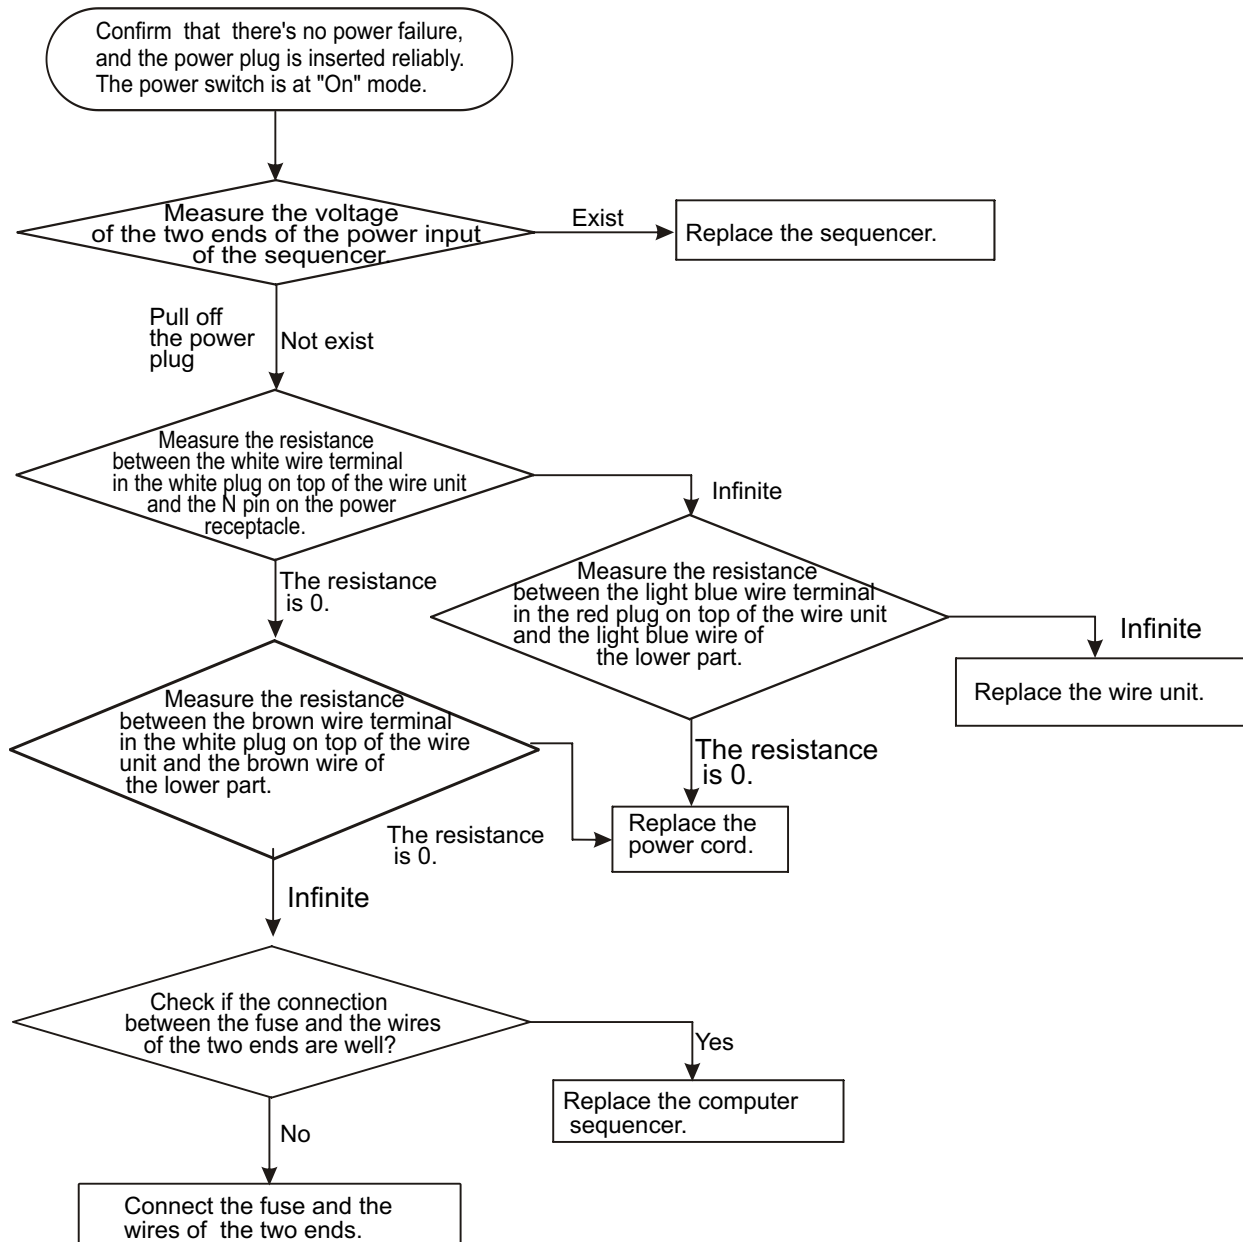 Confirm that there's no power failure,
and the power plug is inserted reliably.
The power switch is at "On" mode.
Measure the voltage
of the two ends of the power input
of the sequencer
Exist
Replace the sequencer.
Pull off
the power
plug
Not exist
Measure the resistance
between the white wire terminal
in the white plug on top of the wire unit
and the N pin on the power
receptacle.
Infinite
The resistance
is 0.
Measure the resistance
between the light blue wire terminal
in the red plug on top of the wire unit
and the light blue wire of
the lower part.
Infinite
Replace the wire unit.
Measure the resistance
between the brown wire terminal
in the white plug on top of the wire
unit and the brown wire of
the lower part.
The resistance
is 0.
The resistance
is 0.
Replace the
power cord.
Infinite
Check if the connection
between the fuse and the wires
of the two ends are well?
Yes
Replace the computer
sequencer.
No
Connect the fuse and the
wires of the two ends.